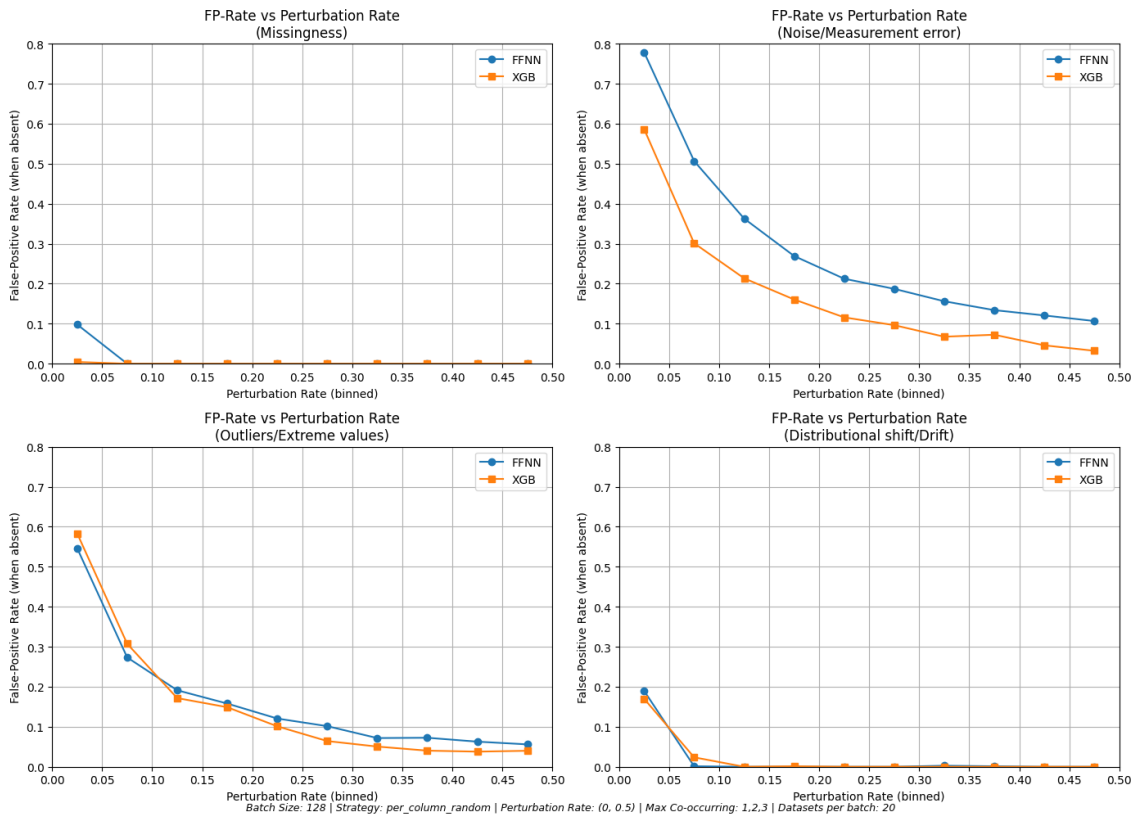 FP-Rate vs Perturbation Rate
(Missingness)
FFNN
XGB
False-Positive Rate (when absent)
0.8
0.7
0.6
0.5
0.4
0.3
0.2
0.1
0.0
0.00 0.05 0.10 0.15 0.20 0.25 0.30 0.35 0.40 0.45 0.50
Perturbation Rate (binned)
FP-Rate vs Perturbation Rate
(Noise/Measurement error)
FFNN
XGB
False-Positive Rate (when absent)
0.8
0.7
0.6
0.5
0.4
0.3
0.2
0.1
0.0
0.00 0.05 0.10 0.15 0.20 0.25 0.30 0.35 0.40 0.45 0.50
Perturbation Rate (binned)
FP-Rate vs Perturbation Rate
(Outliers/Extreme values)
FFNN
XGB
False-Positive Rate (when absent)
0.8
0.7
0.6
0.5
0.4
0.3
0.2
0.1
0.0
0.00 0.05 0.10 0.15 0.20 0.25 0.30 0.35 0.40 0.45 0.50
Perturbation Rate (binned)
FP-Rate vs Perturbation Rate
(Distributional shift/Drift)
FFNN
XGB
False-Positive Rate (when absent)
0.8
0.7
0.6
0.5
0.4
0.3
0.2
0.1
0.0
0.00 0.05 0.10 0.15 0.20 0.25 0.30 0.35 0.40 0.45 0.50
Perturbation Rate (binned)
Batch Size: 128 | Strategy: per_column_random | Perturbation Rate: (0, 0.5) | Max Co-occurring: 1,2,3 | Datasets per batch: 20